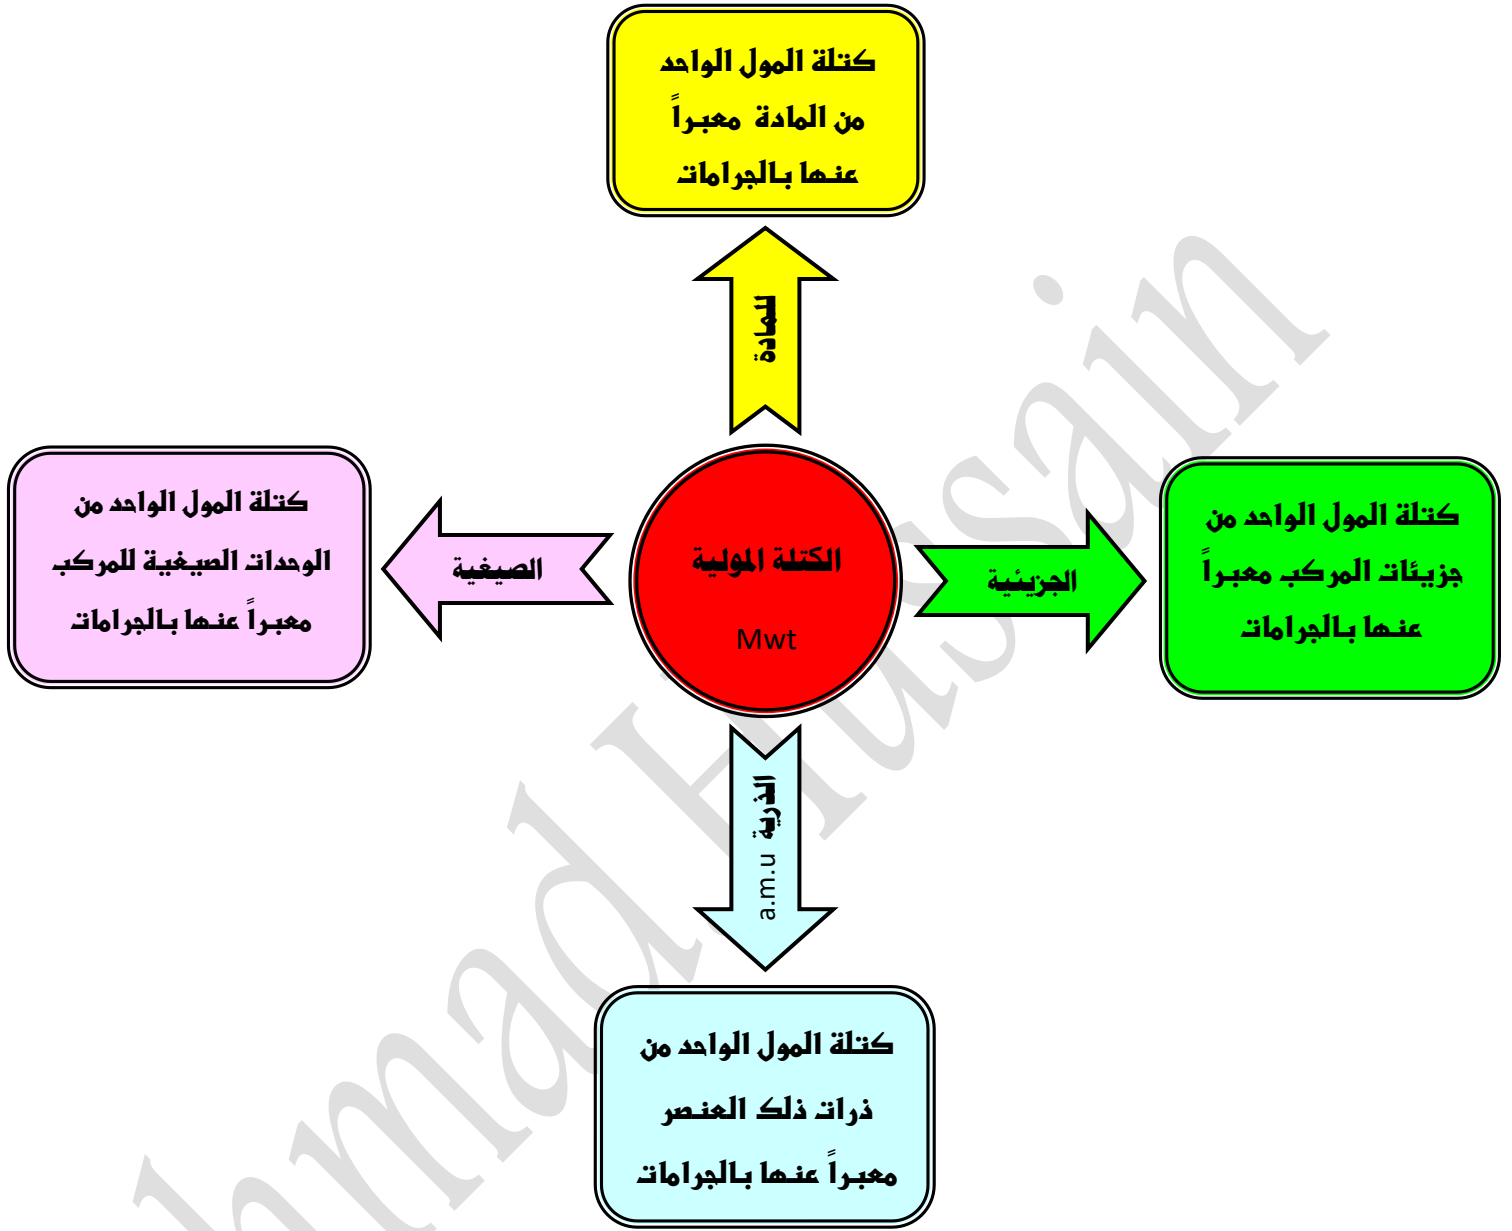 كتلة المول الواحد
من المادة معبراً
عنها بالجرامات
للمادة
كتلة المول الواحد من
الوحدات الصيغية للمركب
معبراً عنها بالجرامات
الصيغية
الكتلة المولية
Mwt
الجزيئية
كتلة المول الواحد من
جزيئات المركب معبراً
عنها بالجرامات
الذرية a.m.u
كتلة المول الواحد من
ذرات ذلك العنصر
معبراً عنها بالجرامات
hmad Husain